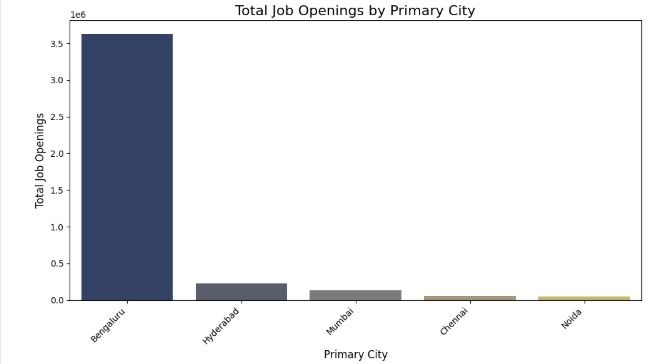 Total Job Openings by Primary City
1e6
3.5
3.0
2.5
2.0
1.5
1.0
0.5
0.0
Total Job Openings
Bengaluru
Hyderabad
Mumbai
Chennai
Noida
Primary City